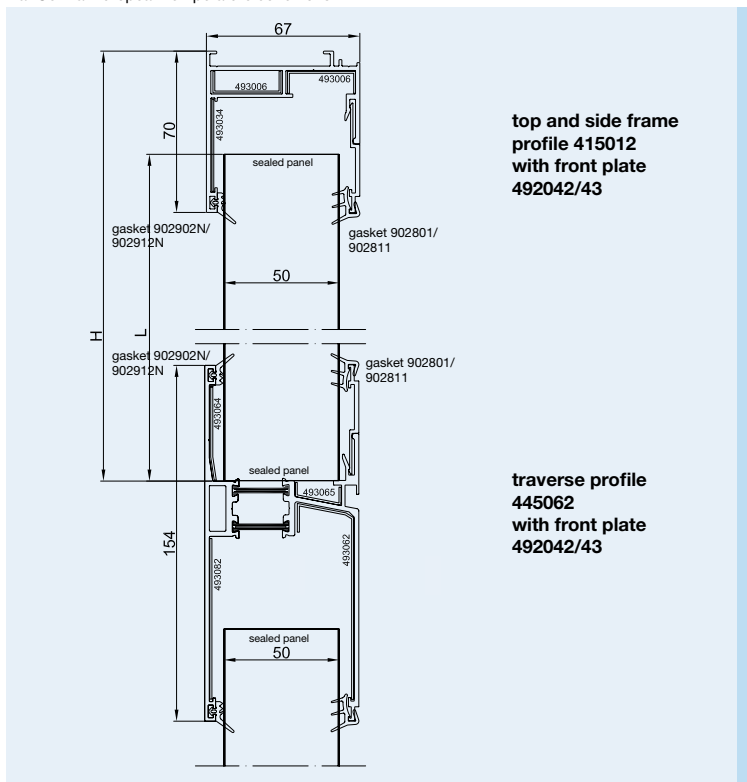 67
493006
493006
493034
70
top and side frame
profile 415012
with front plate
492042/43
sealed panel
gasket 902902N/
902912N
gasket 902801/
902811
50
H
L
gasket 902902N/
902912N
gasket 902801/
902811
493064
sealed panel
493065
traverse profile
445062
with front plate
492042/43
154
493082
493062
sealed panel
50